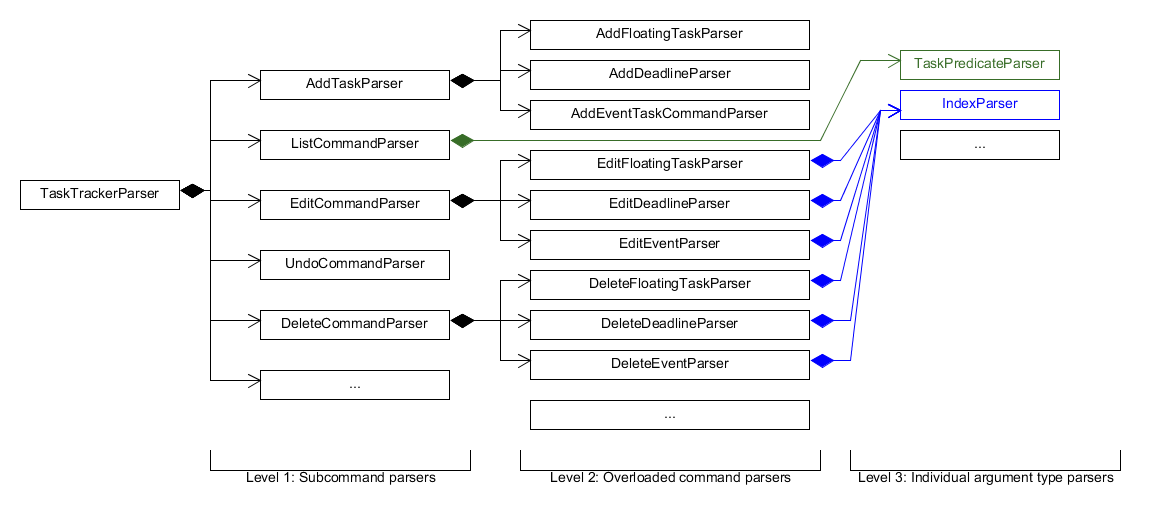 TaskTrackerParser
AddTaskParser
ListCommandParser
EditCommandParser
UndoCommandParser
DeleteCommandParser
...
Level 1: Subcommand parsers
AddFloatingTaskParser
AddDeadlineParser
AddEventTaskCommandParser
EditFloatingTaskParser
EditDeadlineParser
EditEventParser
DeleteFloatingTaskParser
DeleteDeadlineParser
DeleteEventParser
...
Level 2: Overloaded command parsers
TaskPredicateParser
IndexParser
...
Level 3: Individual argument type parsers